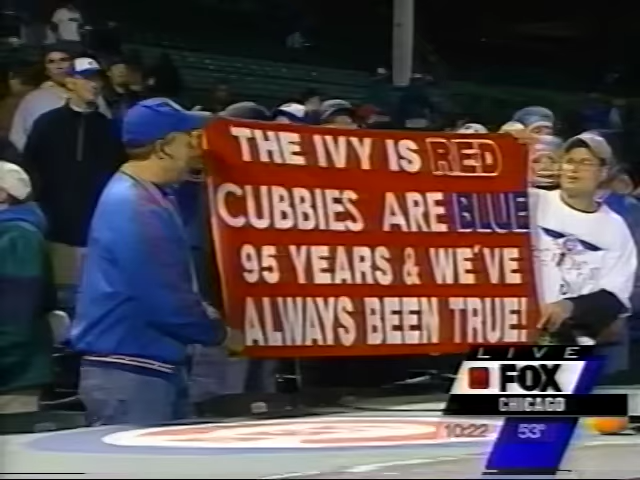 THE IVY IS RED
CUBBIES ARE BLUE
95 YEARS & WE'VE
ALWAYS BEEN TRUE!
LIVE
FOX
CHICAGO
10:22 53°